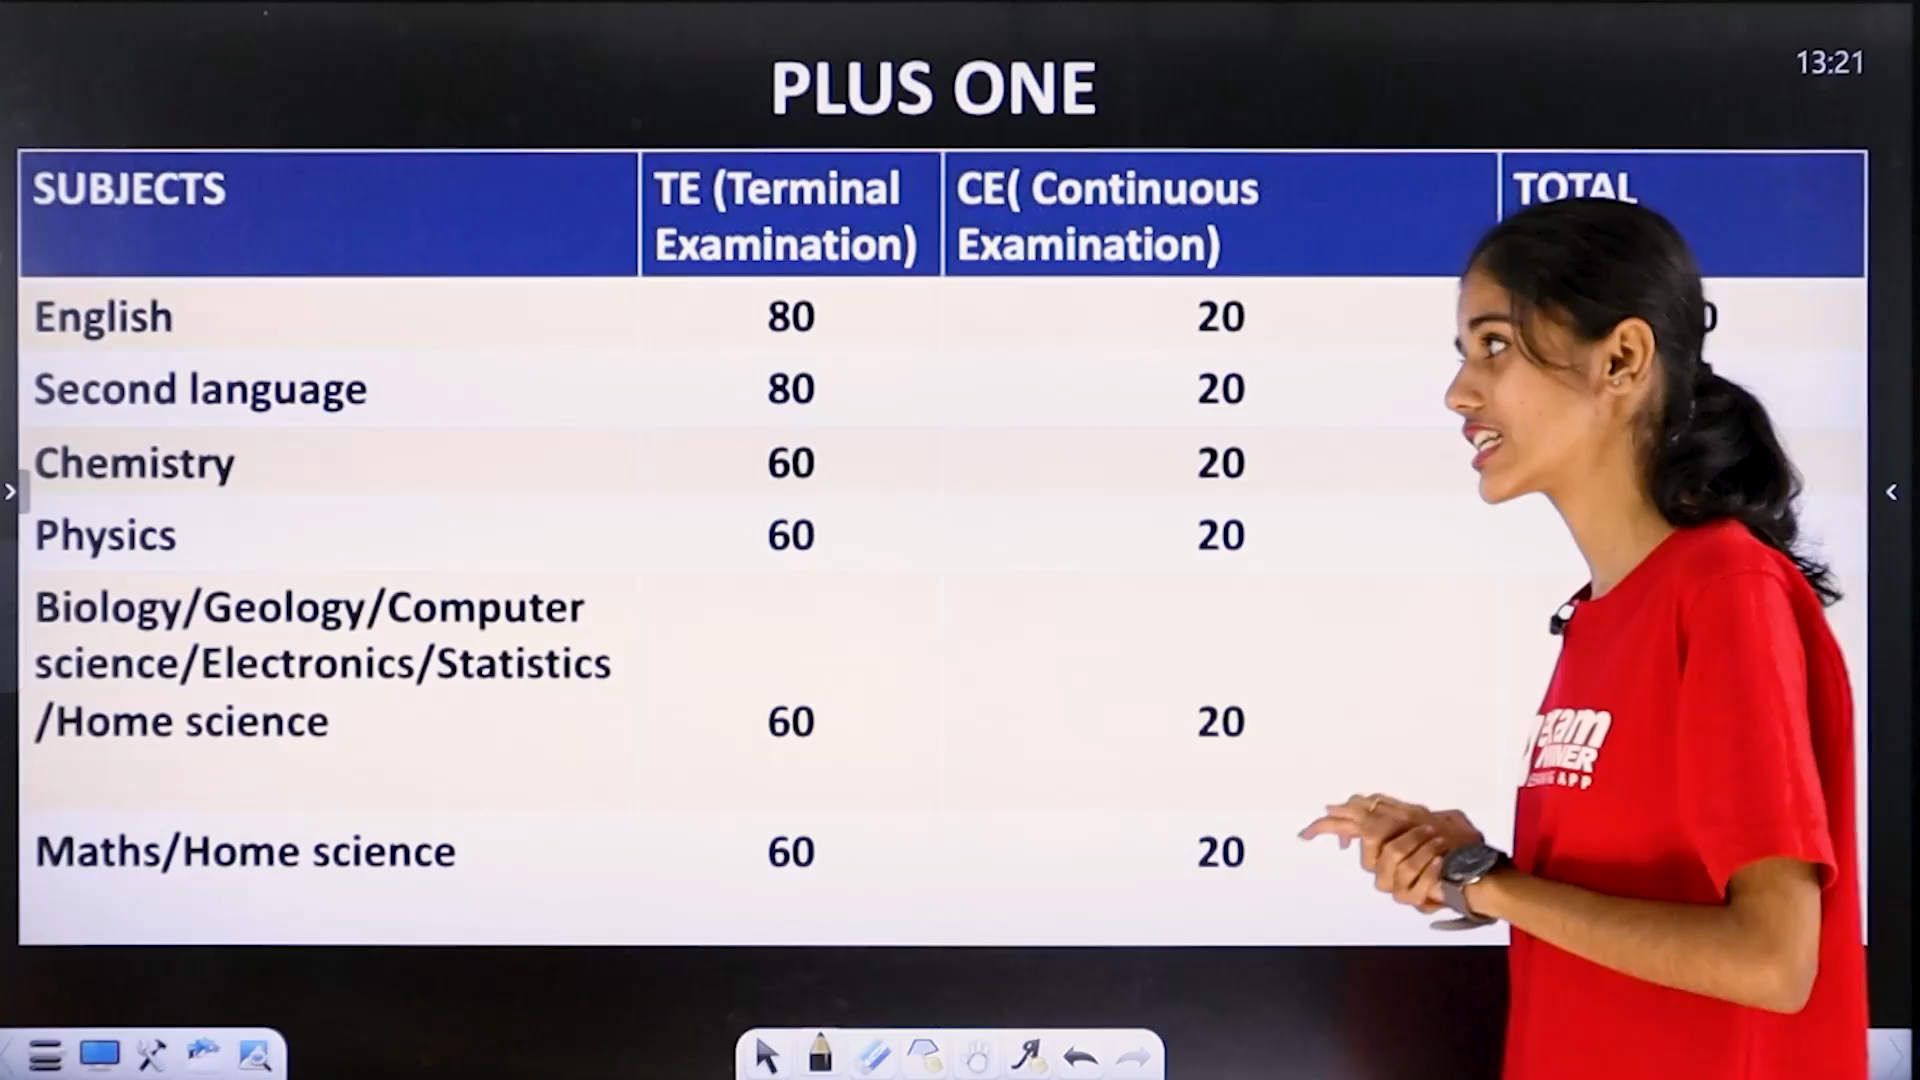 13:21
PLUS ONE
SUBJECTS TE (Terminal Examination) CE( Continuous Examination) TOTAL
English 80 20
Second language 80 20
Chemistry 60 20
Physics 60 20
Biology/Geology/Computer
science/Electronics/Statistics
/Home science 60 20
Maths/Home science 60 20
exam
APP